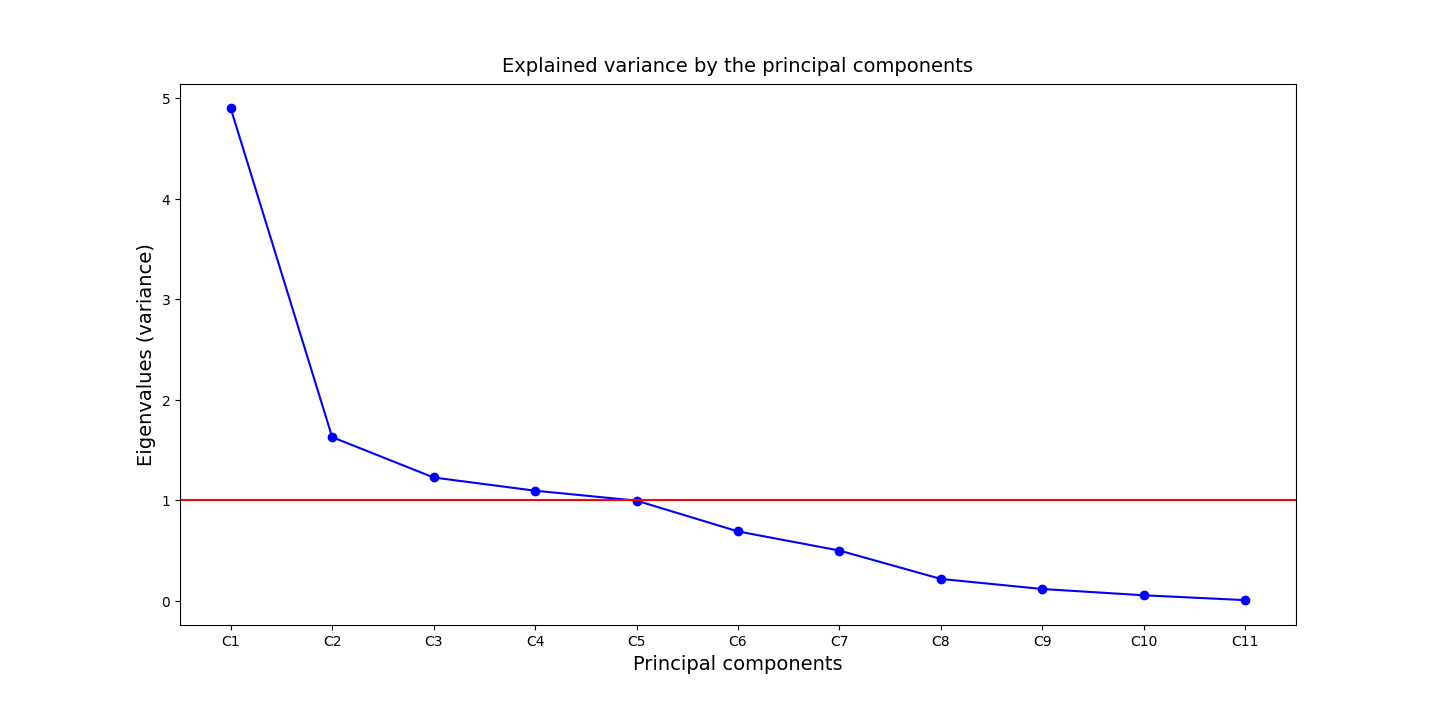 Explained variance by the principal components
Eigenvalues (variance)
5
4
3
2
1
0
C1 C2 C3 C4 C5 C6 C7 C8 C9 C10 C11
Principal components